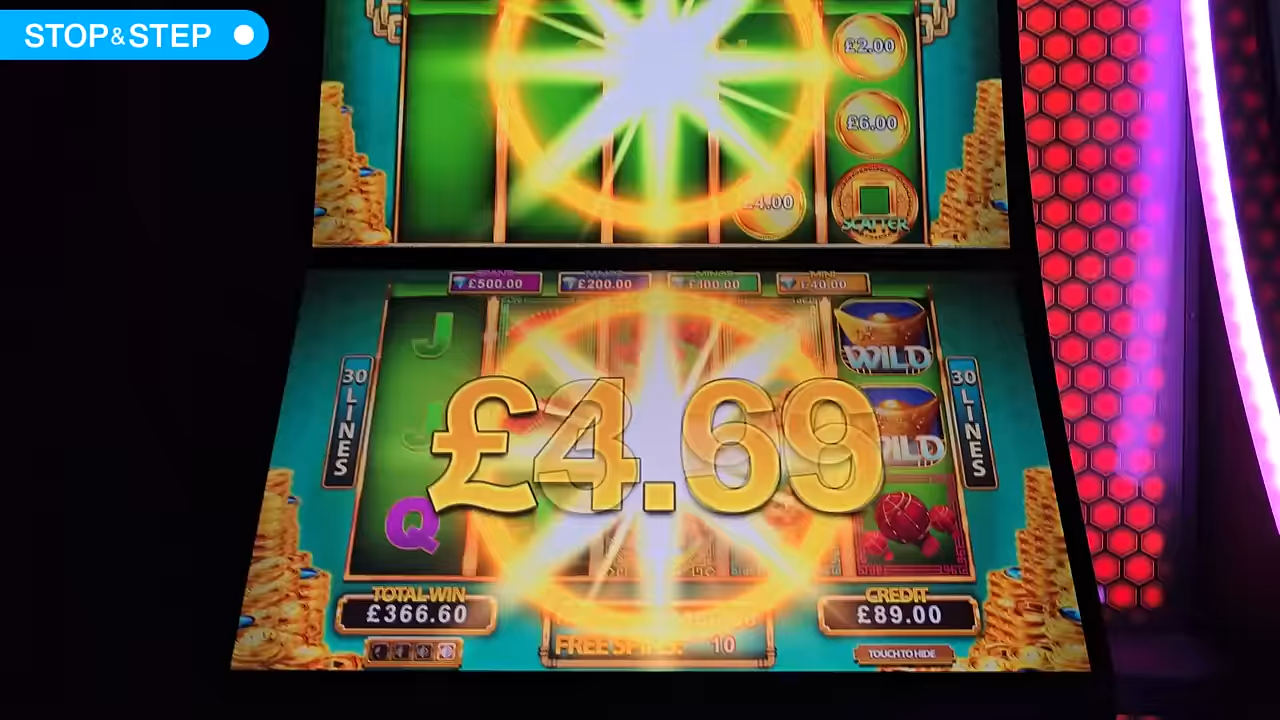 STOP&STEP
£2.00
£6.00
£4.00
SCATTER
£500.00
£200.00
MINOR
£100.00
MINI
£40.00
J
WILD
30 LINES
30 LINES
£4.69
WILD
Q
TOTAL WIN
£366.60
CREDIT
£89.00
FREE SPINS: 10
TOUCH TO HIDE